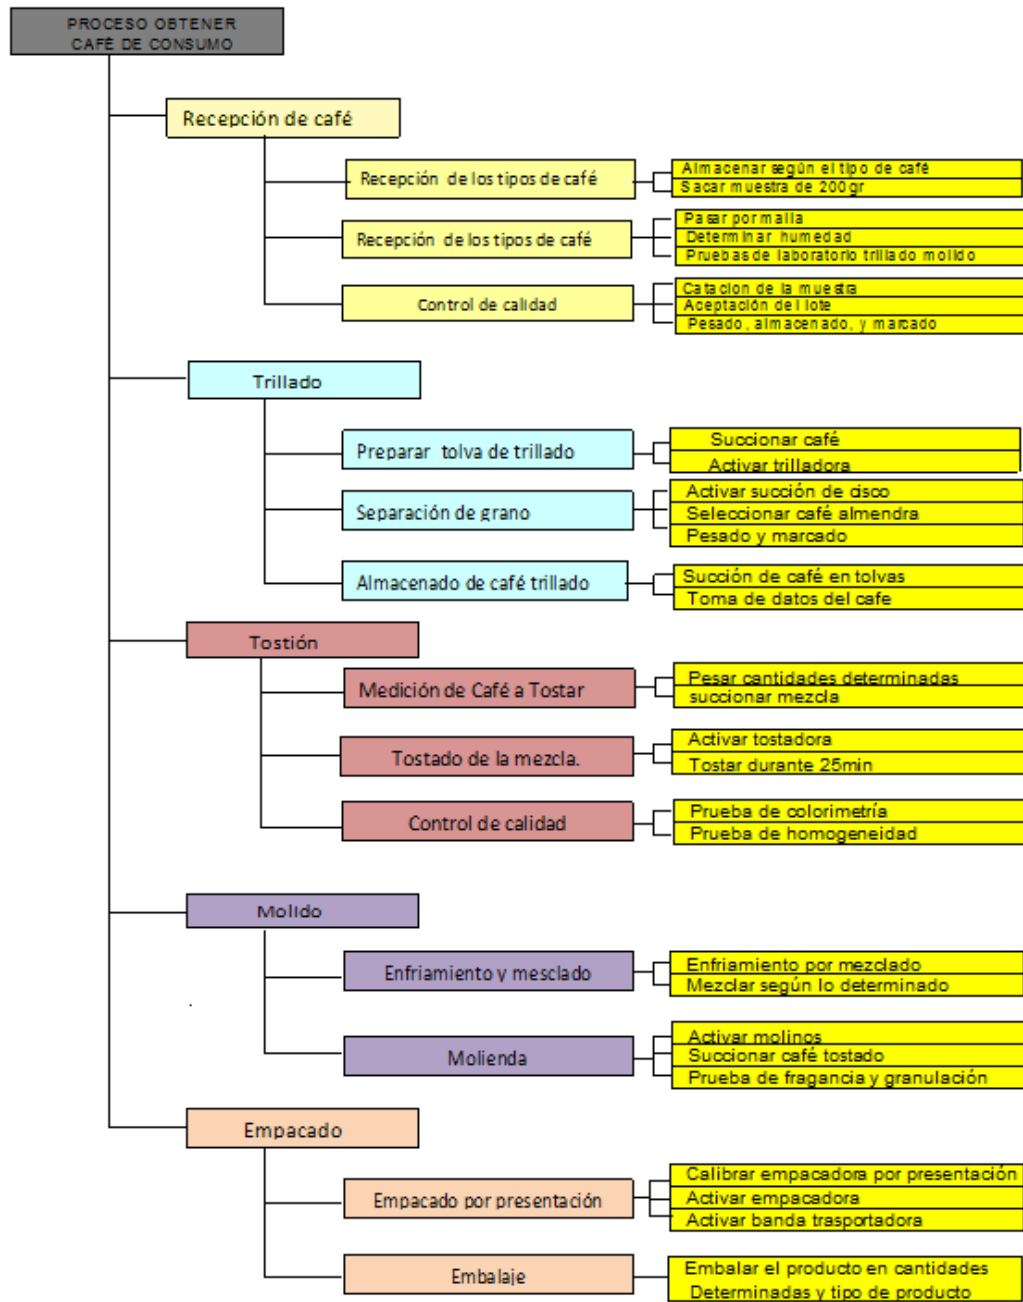 PROCESO OBTENER
CAFÉ DE CONSUMO
Recepción de café
Recepción de los tipos de café
Almacenar según el tipo de café
Sacar muestra de 200gr
Recepción de los tipos de café
Pasar por malla
Determinar humedad
Pruebas de laboratorio trillado molido
Control de calidad
Catacion de la muestra
Aceptación del lote
Pesado, almacenado, y marcado
Trillado
Preparar tolva de trillado
Succionar café
Activar trilladora
Separación de grano
Activar succión de cisco
Seleccionar café almendra
Pesado y marcado
Almacenado de café trillado
Succión de café en tolvas
Toma de datos del cafe
Tostión
Medición de Café a Tostar
Pesar cantidades determinadas
succionar mezcla
Tostado de la mezcla.
Activar tostadora
Tostar durante 25min
Control de calidad
Prueba de colorimetría
Prueba de homogeneidad
Molido
Enfriamiento y mesclado
Enfriamiento por mezclado
Mezclar según lo determinado
Molienda
Activar molinos
Succionar café tostado
Prueba de fragancia y granulación
Empacado
Empacado por presentación
Calibrar empacadora por presentación
Activar empacadora
Activar banda trasportadora
Embalaje
Embalar el producto en cantidades
Determinadas y tipo de producto